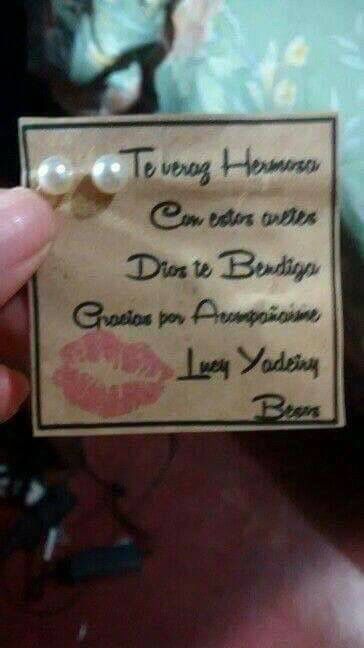 Te veraz Hermosa
Con estos aretes
Dios te Bendiga
Gracias por Acompañarme
Lucy Yadeiry
Besos